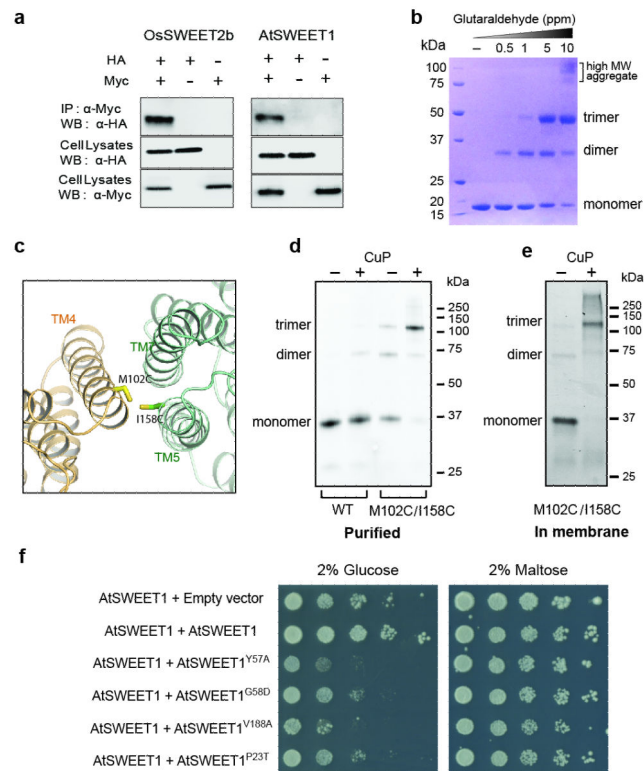 a
OsSWEET2b AtSWEET1
HA + + – + + –
Myc + – + + – +
IP : α-Myc
WB : α-HA
Cell Lysates
WB : α-HA
Cell Lysates
WB : α-Myc
b
Glutaraldehyde (ppm)
kDa – 0.5 1 5 10
100
75
50
37
25
20
15
high MW
aggregate
trimer
dimer
monomer
c
TM4
M102C
I158C
TM5
d
CuP
– + – +
kDa
trimer
dimer
monomer
250
150
100
75
50
37
25
WT M102C/I158C
Purified
e
CuP
– +
kDa
trimer
dimer
monomer
250
150
100
75
50
37
25
M102C/I158C
In membrane
f
2% Glucose 2% Maltose
AtSWEET1 + Empty vector
AtSWEET1 + AtSWEET1
AtSWEET1 + AtSWEET1Y57A
AtSWEET1 + AtSWEET1G58D
AtSWEET1 + AtSWEET1V188A
AtSWEET1 + AtSWEET1P23T